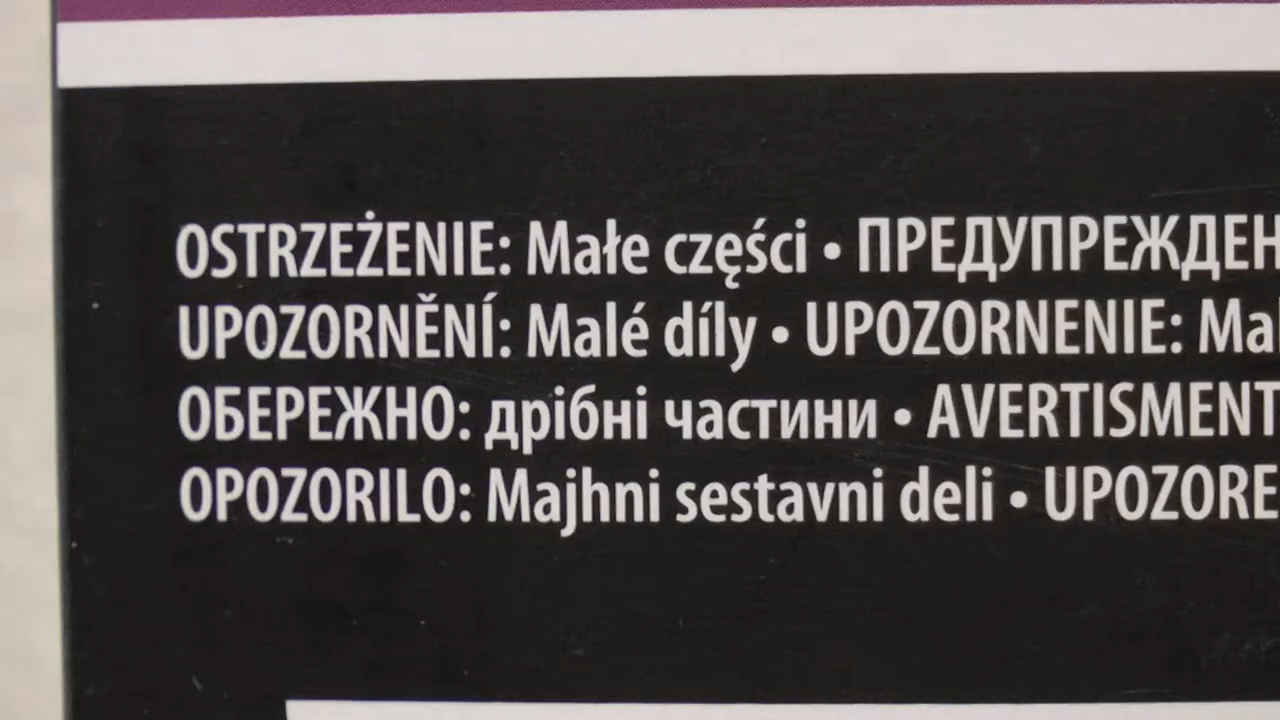 OSTRZEŻENIE: Małe części • ПРЕДУПРЕЖДЕН
UPOZORNĚNÍ: Malé díly • UPOZORNENIE: Ma
ОБЕРЕЖНО: дрібні частини • AVERTISMENT
OPOZORILO: Majhni sestavni deli • UPOZORE